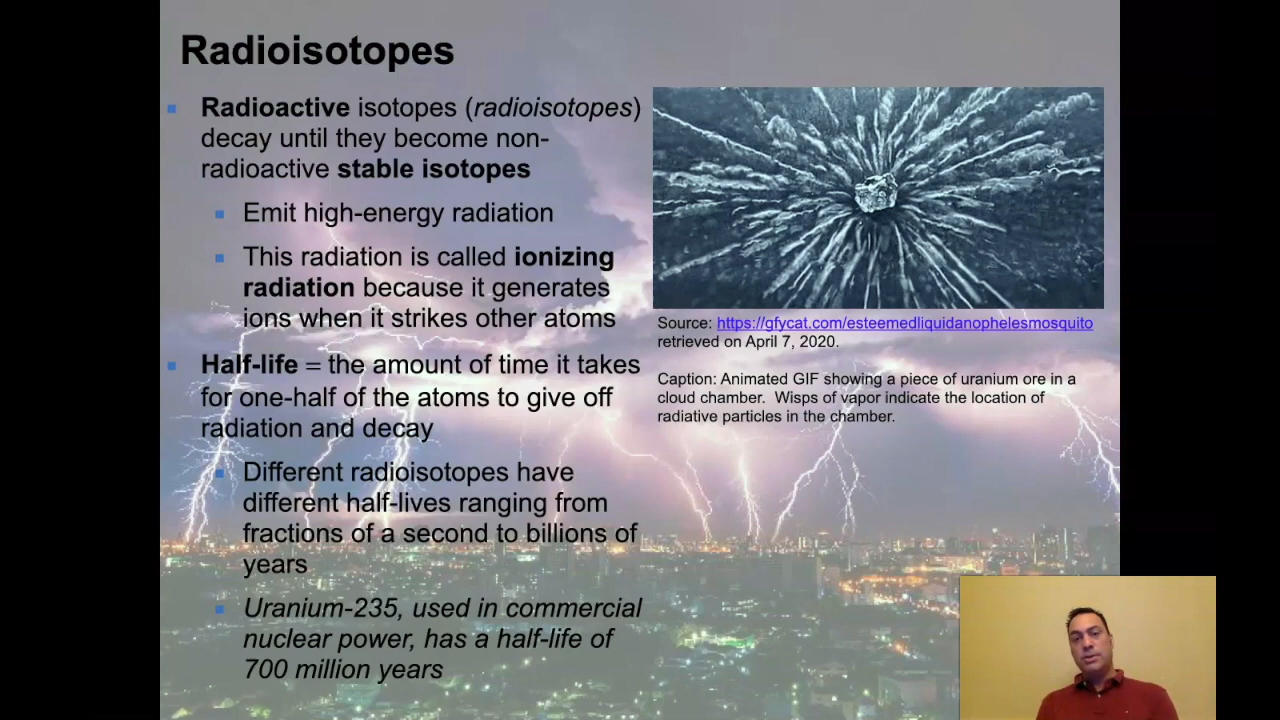 Radioisotopes
Radioactive isotopes (radioisotopes)
decay until they become non-
radioactive stable isotopes
Emit high-energy radiation
This radiation is called ionizing
radiation because it generates
ions when it strikes other atoms
Half-life = the amount of time it takes
for one-half of the atoms to give off
radiation and decay
Different radioisotopes have
different half-lives ranging from
fractions of a second to billions of
years
Uranium-235, used in commercial
nuclear power, has a half-life of
700 million years
Source: https://gfycat.com/esteemedliquidanophelesmosquito
retrieved on April 7, 2020.
Caption: Animated GIF showing a piece of uranium ore in a
cloud chamber. Wisps of vapor indicate the location of
radiative particles in the chamber.